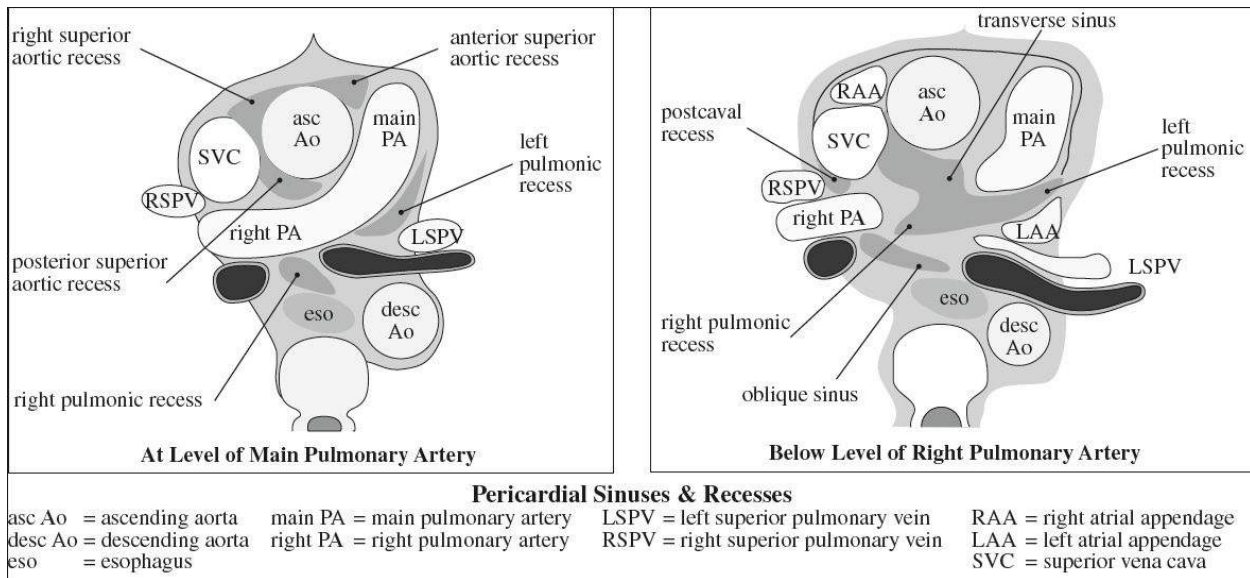 right superior
aortic recess
anterior superior
aortic recess
asc
Ao
main
PA
SVC
left
pulmonic
recess
RSPV
right PA
LSPV
posterior superior
aortic recess
eso
desc
Ao
right pulmonic recess
At Level of Main Pulmonary Artery
transverse sinus
RAA
asc
Ao
main
PA
postcaval
recess
SVC
left
pulmonic
recess
RSPV
right PA
LAA
LSPV
eso
right pulmonic
recess
desc
Ao
oblique sinus
Below Level of Right Pulmonary Artery
Pericardial Sinuses & Recesses
asc Ao = ascending aorta main PA = main pulmonary artery LSPV = left superior pulmonary vein RAA = right atrial appendage
desc Ao = descending aorta right PA = right pulmonary artery RSPV = right superior pulmonary vein LAA = left atrial appendage
eso = esophagus SVC = superior vena cava